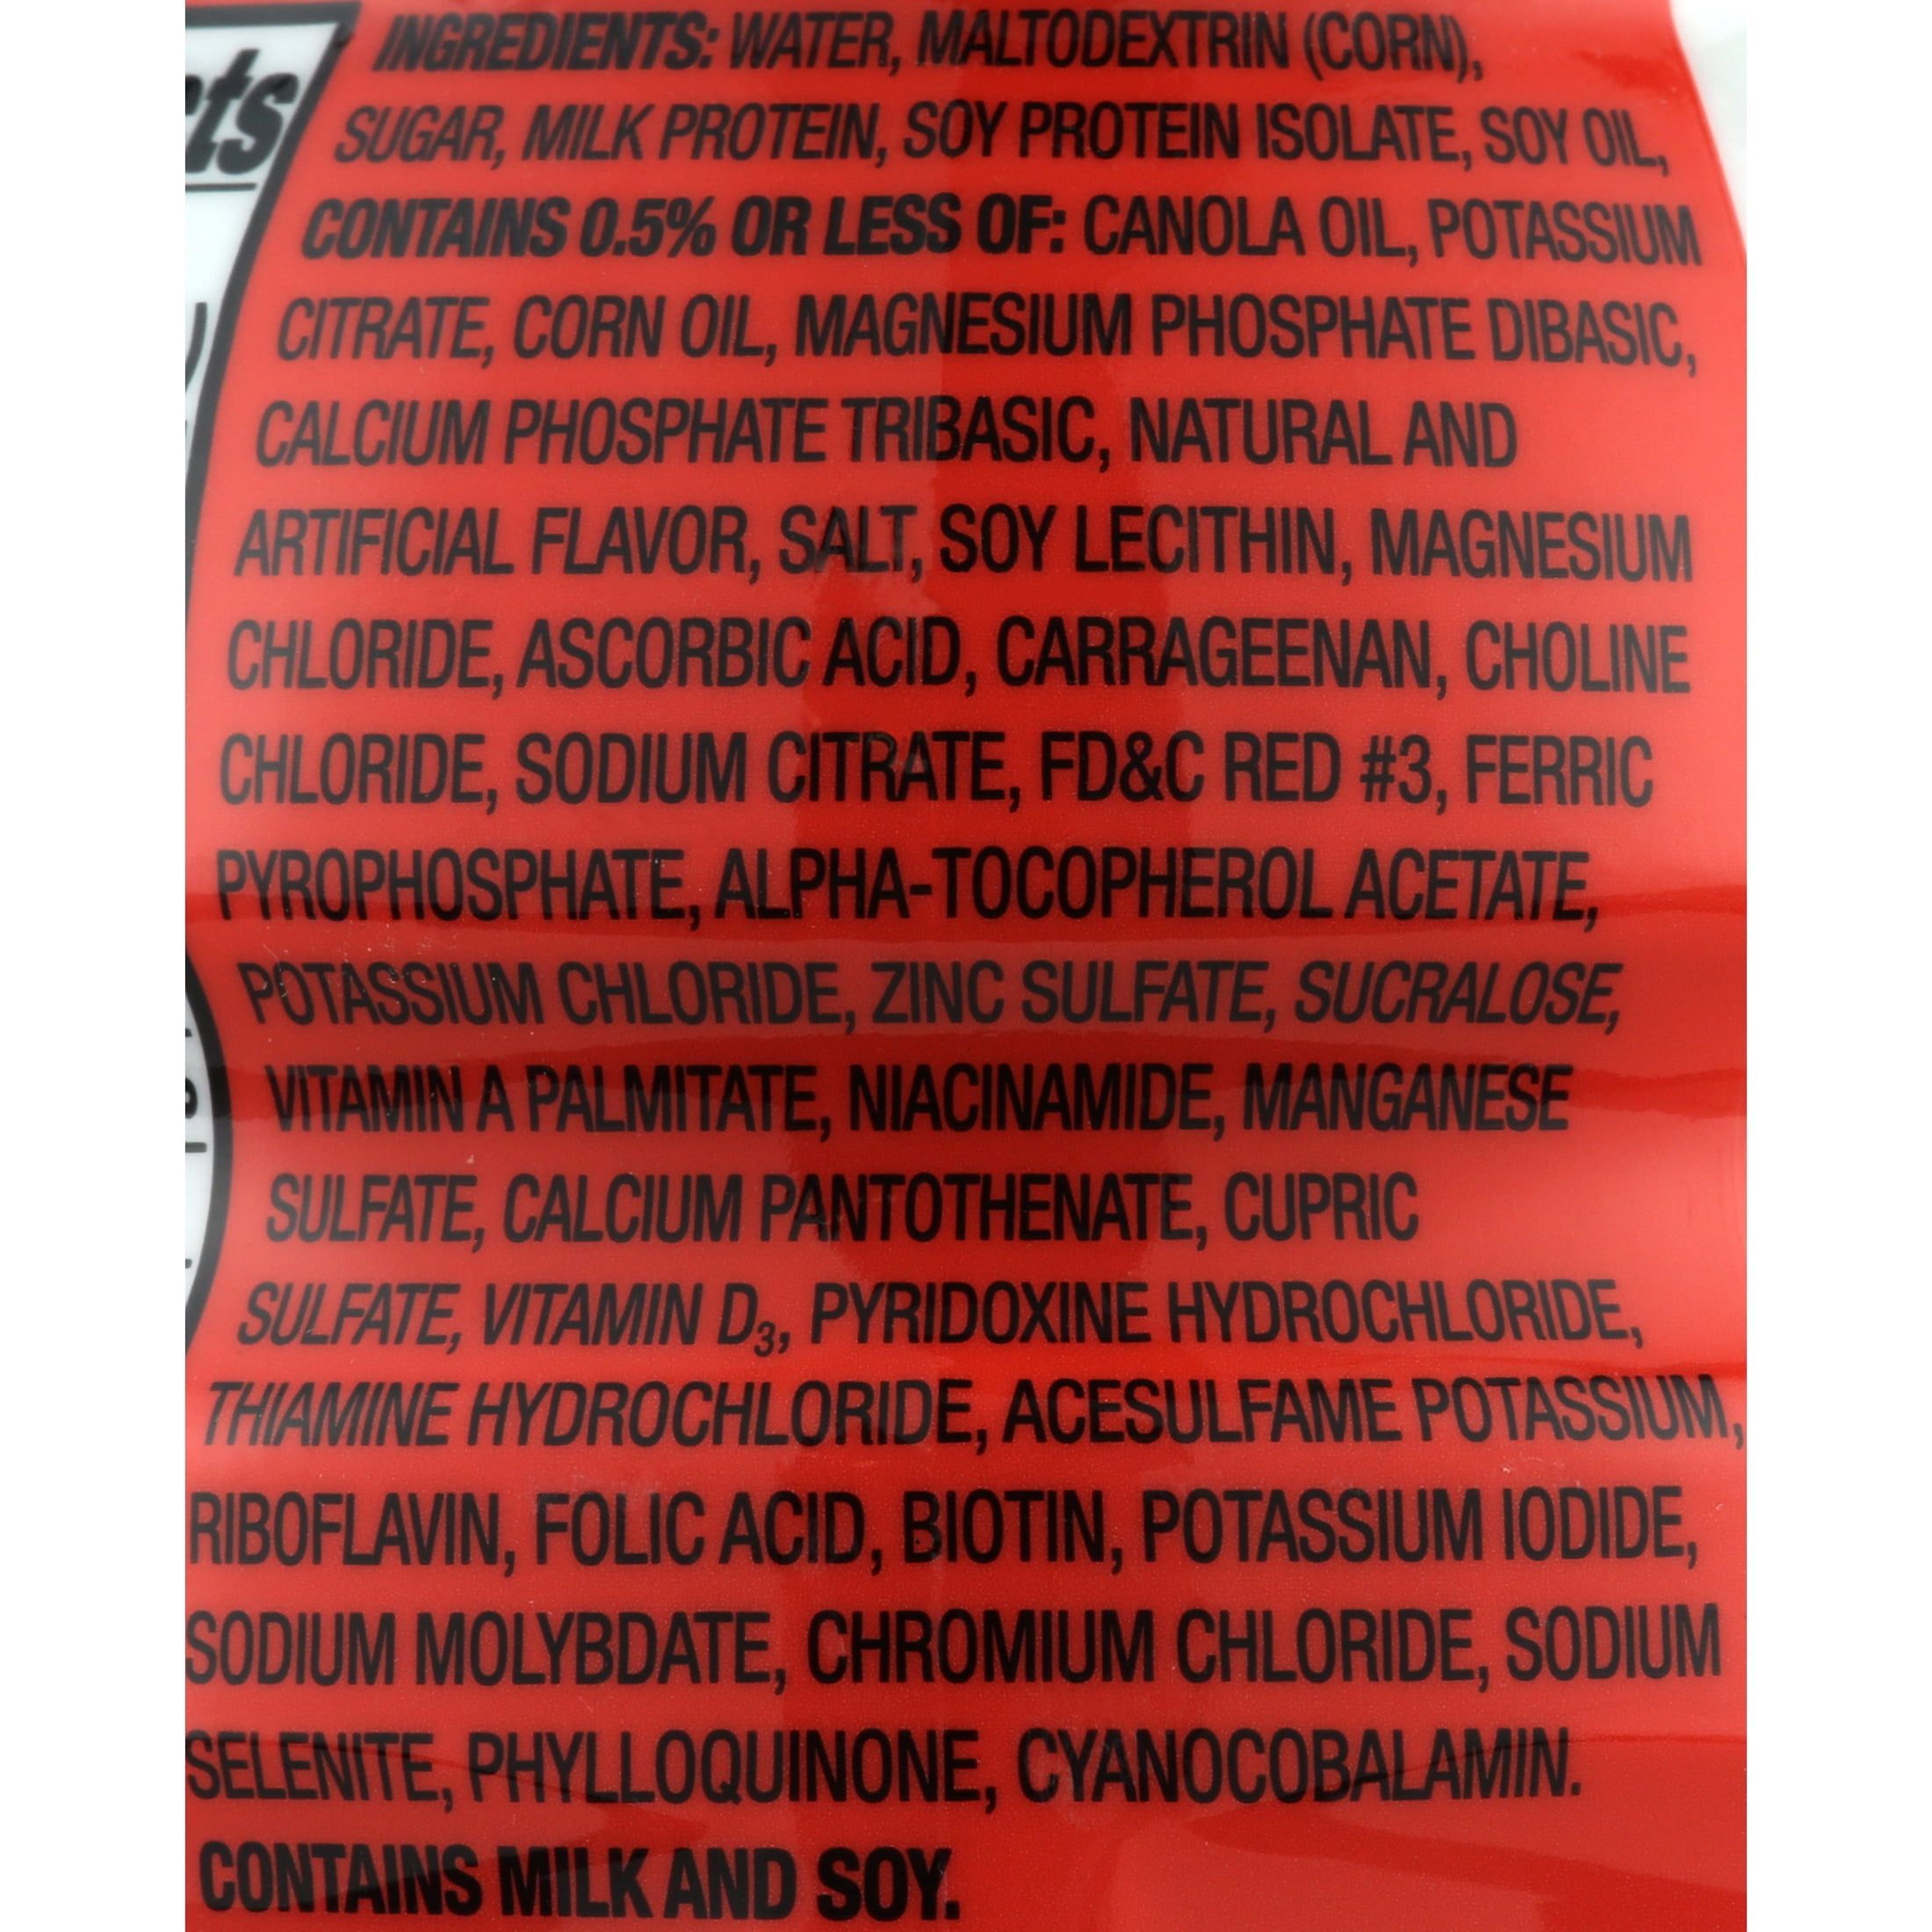 cts
INGREDIENTS: WATER, MALTODEXTRIN (CORN),
SUGAR, MILK PROTEIN, SOY PROTEIN ISOLATE, SOY OIL,
CONTAINS 0.5% OR LESS OF: CANOLA OIL, POTASSIUM
CITRATE, CORN OIL, MAGNESIUM PHOSPHATE DIBASIC,
CALCIUM PHOSPHATE TRIBASIC, NATURAL AND
ARTIFICIAL FLAVOR, SALT, SOY LECITHIN, MAGNESIUM
CHLORIDE, ASCORBIC ACID, CARRAGEENAN, CHOLINE
CHLORIDE, SODIUM CITRATE, FD&C RED #3, FERRIC
PYROPHOSPHATE, ALPHA-TOCOPHEROL ACETATE,
POTASSIUM CHLORIDE, ZINC SULFATE, SUCRALOSE,
VITAMIN A PALMITATE, NIACINAMIDE, MANGANESE
SULFATE, CALCIUM PANTOTHENATE, CUPRIC
SULFATE, VITAMIN D₃, PYRIDOXINE HYDROCHLORIDE,
THIAMINE HYDROCHLORIDE, ACESULFAME POTASSIUM,
RIBOFLAVIN, FOLIC ACID, BIOTIN, POTASSIUM IODIDE,
SODIUM MOLYBDATE, CHROMIUM CHLORIDE, SODIUM
SELENITE, PHYLLOQUINONE, CYANOCOBALAMIN.
CONTAINS MILK AND SOY.